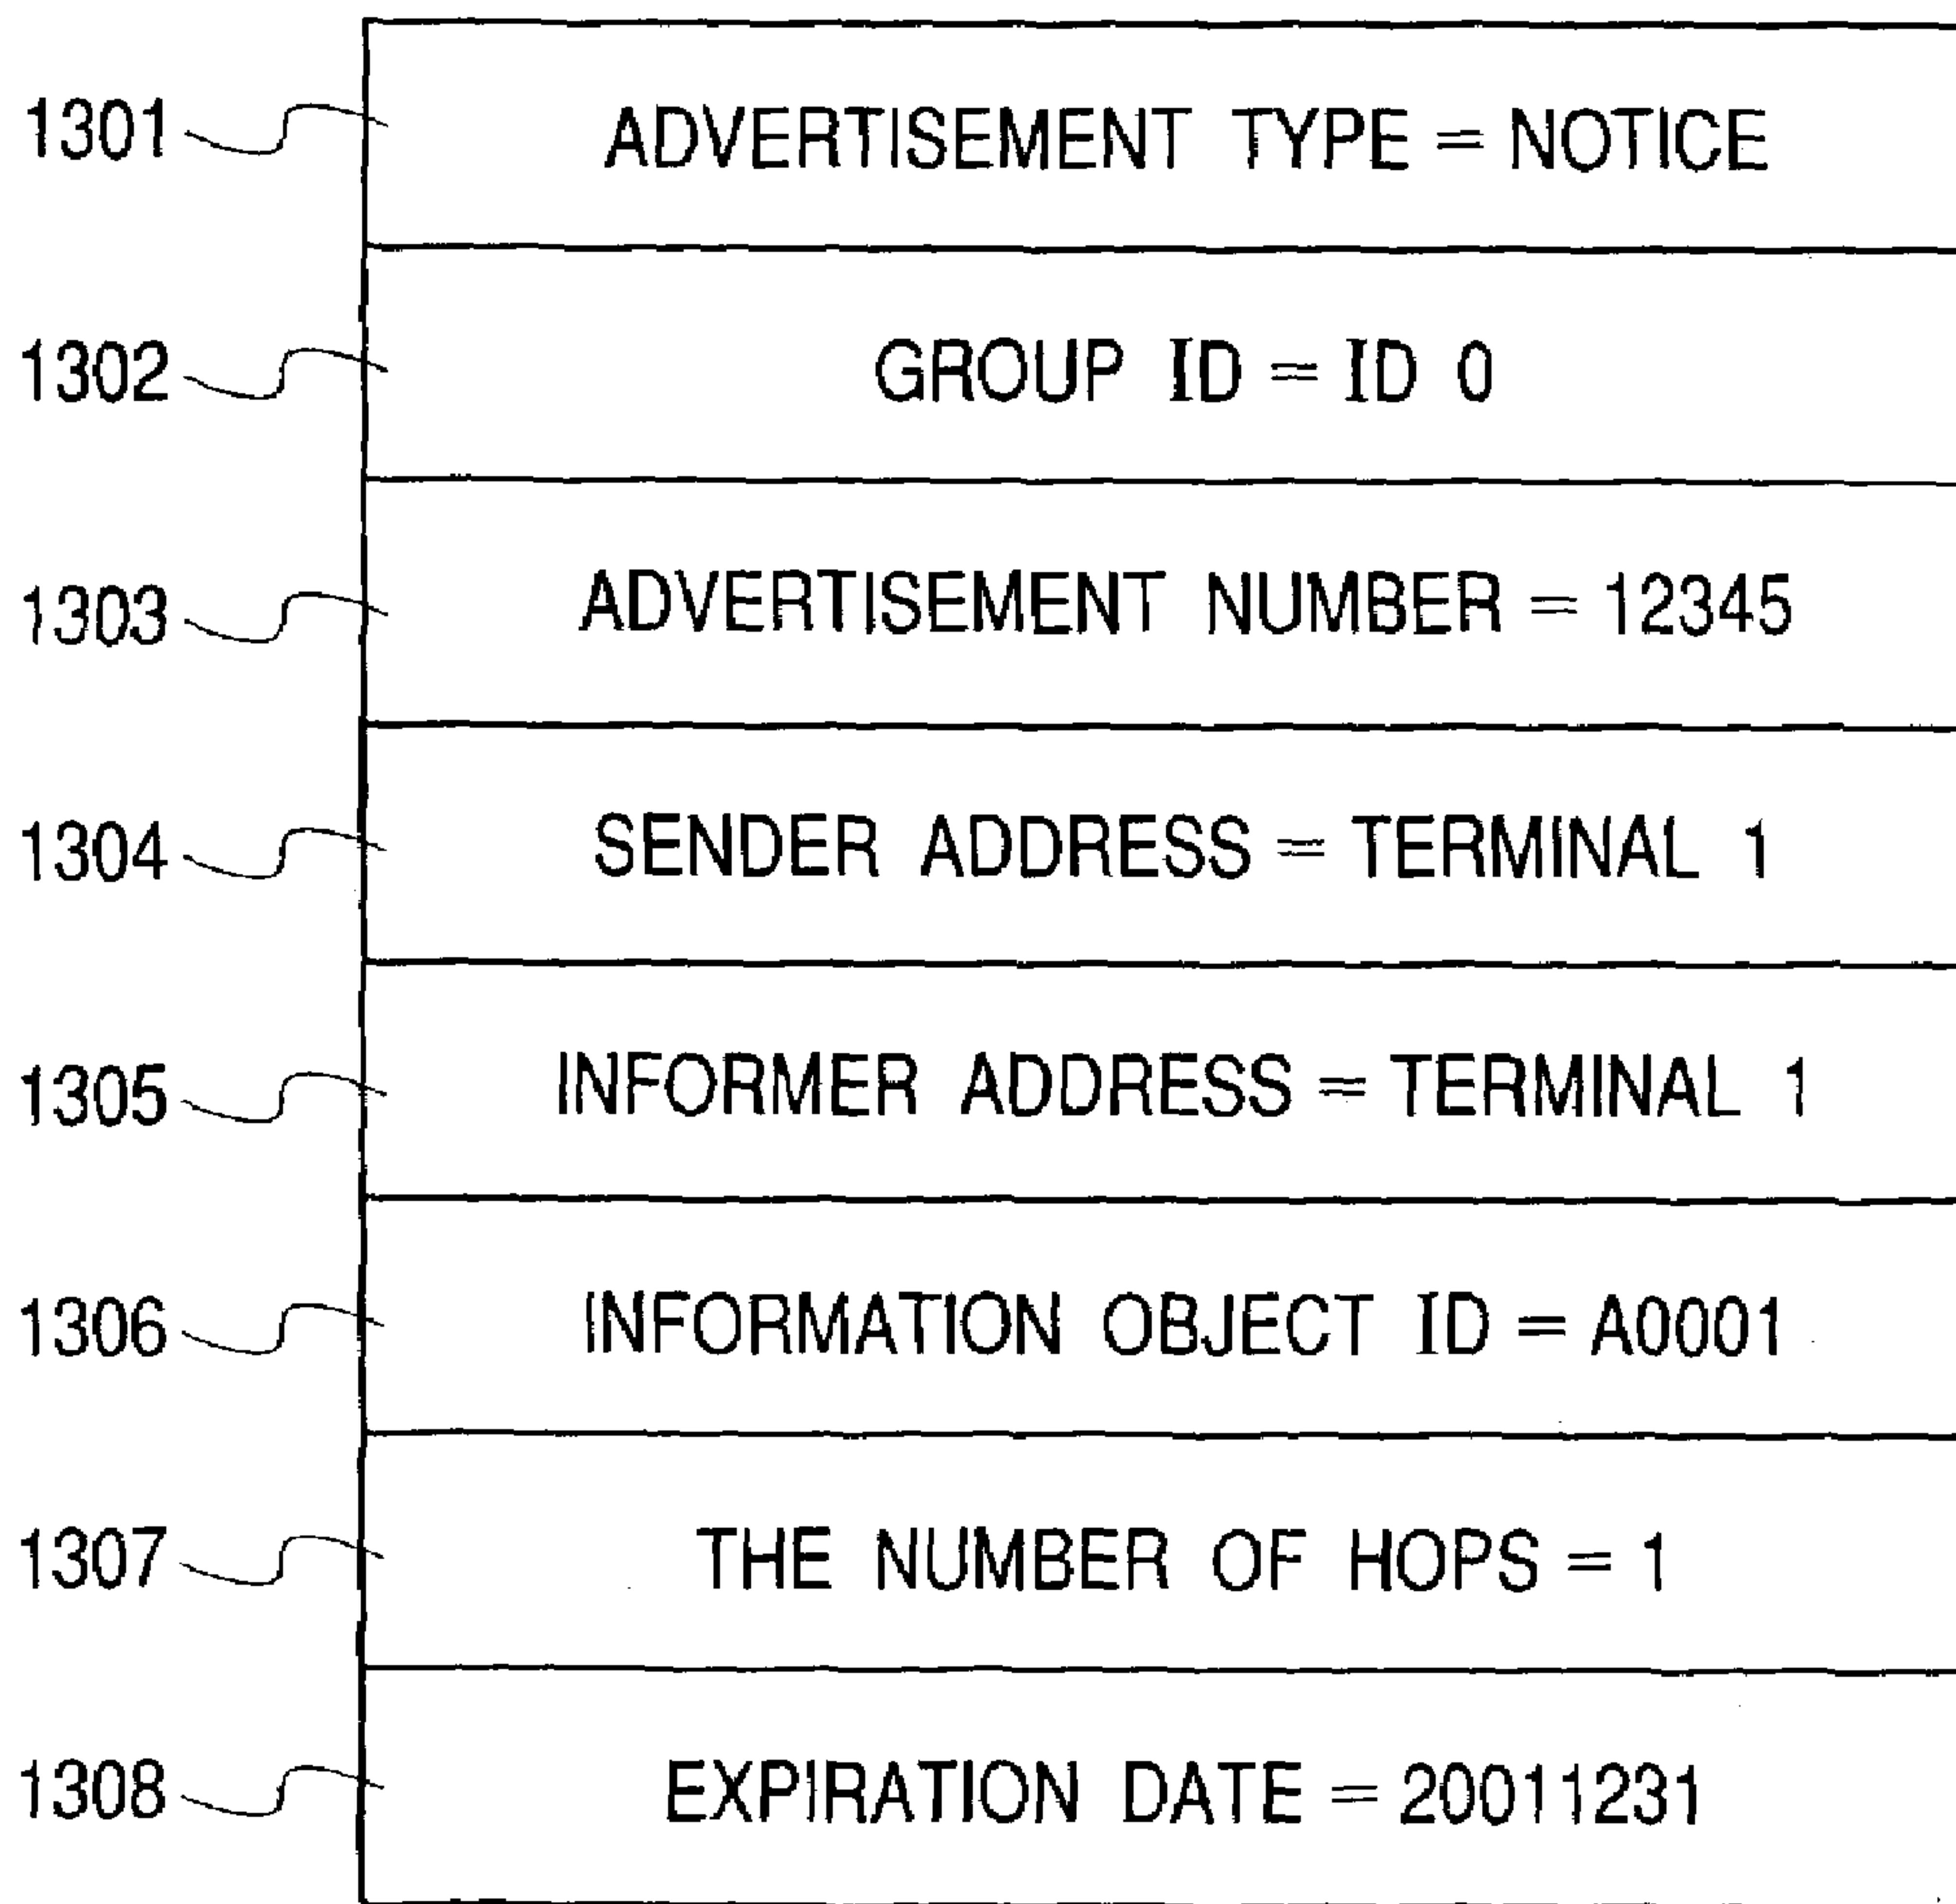 1301 ADVERTISEMENT TYPE = NOTICE
1302 GROUP ID = ID 0
1303 ADVERTISEMENT NUMBER = 12345
1304 SENDER ADDRESS = TERMINAL 1
1305 INFORMER ADDRESS = TERMINAL 1
1306 INFORMATION OBJECT ID = A0001
1307 THE NUMBER OF HOPS = 1
1308 EXPIRATION DATE = 20011231